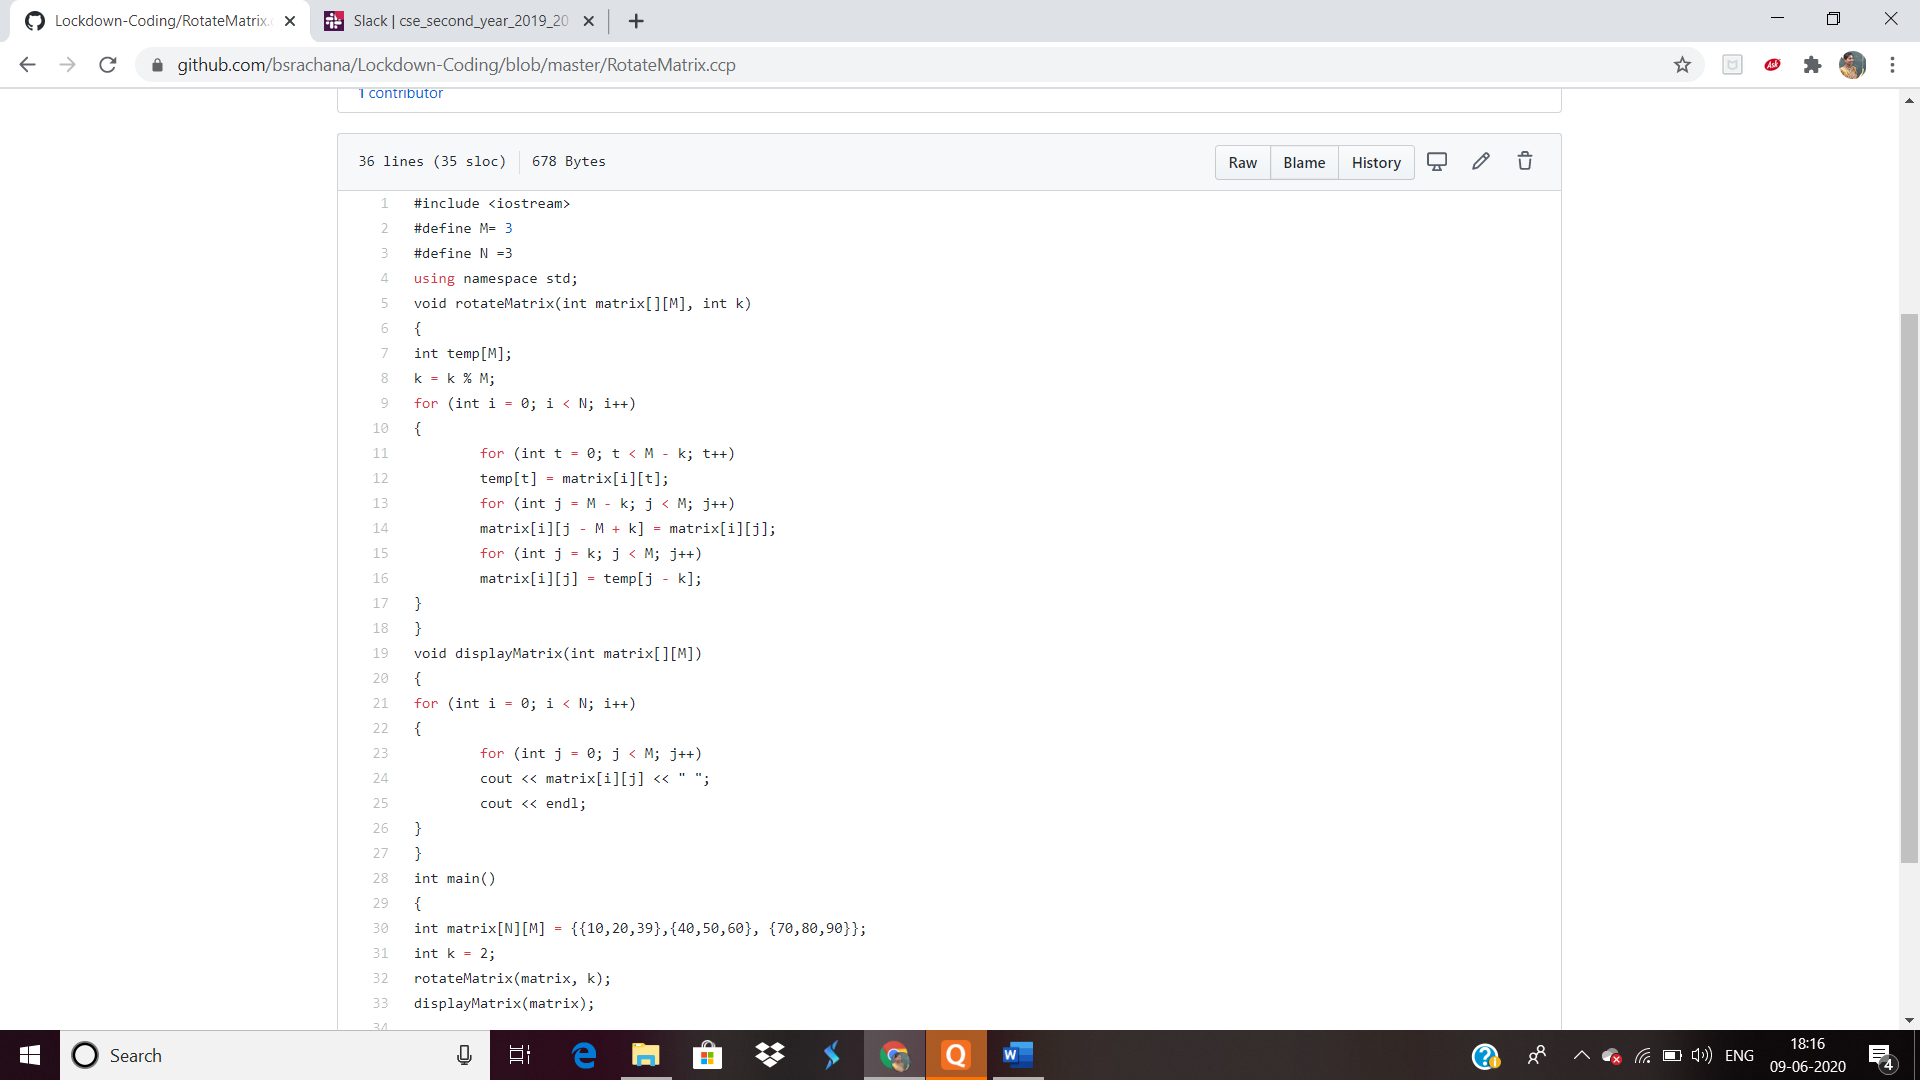 Lockdown-Coding/RotateMatrix.c
Slack | cse_second_year_2019_20
github.com/bsrachana/Lockdown-Coding/blob/master/RotateMatrix.ccp
Ask
1 contributor
36 lines (35 sloc) 678 Bytes
Raw Blame History
1 #include <iostream>
2 #define M= 3
3 #define N =3
4 using namespace std;
5 void rotateMatrix(int matrix[][M], int k)
6 {
7 int temp[M];
8 k = k % M;
9 for (int i = 0; i < N; i++)
10 {
11 for (int t = 0; t < M - k; t++)
12 temp[t] = matrix[i][t];
13 for (int j = M - k; j < M; j++)
14 matrix[i][j - M + k] = matrix[i][j];
15 for (int j = k; j < M; j++)
16 matrix[i][j] = temp[j - k];
17 }
18 }
19 void displayMatrix(int matrix[][M])
20 {
21 for (int i = 0; i < N; i++)
22 {
23 for (int j = 0; j < M; j++)
24 cout << matrix[i][j] << " ";
25 cout << endl;
26 }
27 }
28 int main()
29 {
30 int matrix[N][M] = {{10,20,39},{40,50,60}, {70,80,90}};
31 int k = 2;
32 rotateMatrix(matrix, k);
33 displayMatrix(matrix);
34
Search
ENG
18:16
09-06-2020
4